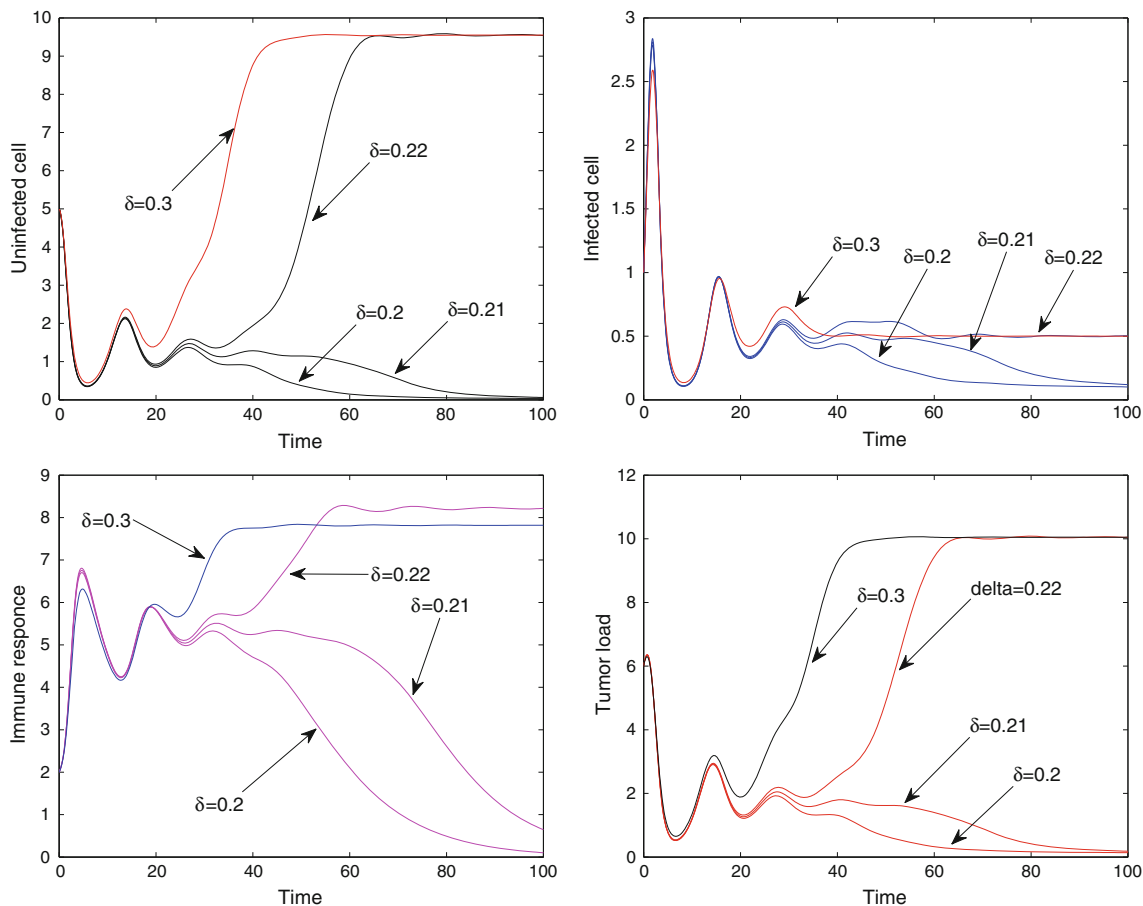 10
9
8
7
6
5
4
3
2
1
0
Uninfected cell
δ=0.3
δ=0.22
δ=0.2
δ=0.21
0 20 40 60 80 100
Time
3
2.5
2
1.5
1
0.5
0
Infected cell
δ=0.3
δ=0.2
δ=0.21
δ=0.22
0 20 40 60 80 100
Time
9
8
7
6
5
4
3
2
1
0
Immune responce
δ=0.3
δ=0.22
δ=0.21
δ=0.2
0 20 40 60 80 100
Time
12
10
8
6
4
2
0
Tumor load
δ=0.3
delta=0.22
δ=0.21
δ=0.2
0 20 40 60 80 100
Time